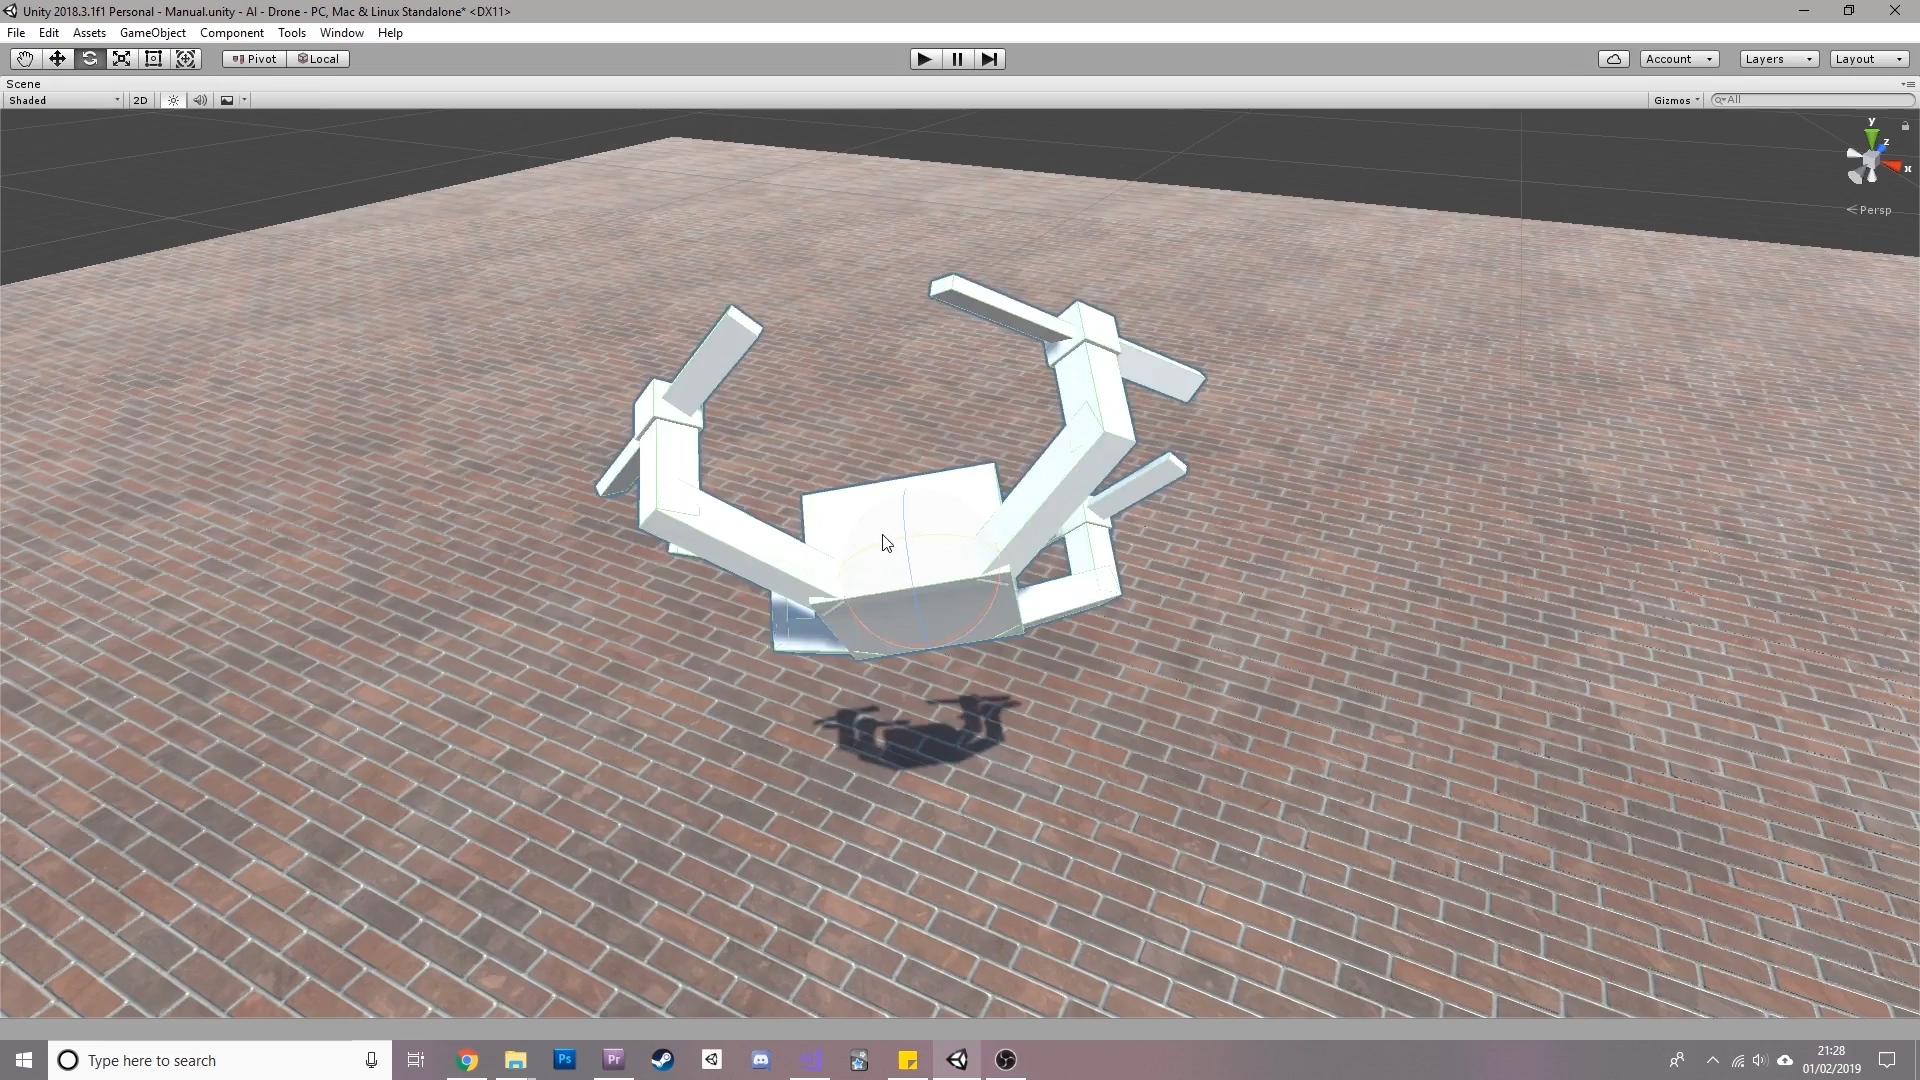 Unity 2018.3.1f1 Personal - Manual.unity - AI - Drone - PC, Mac & Linux Standalone* <DX11>
File Edit Assets GameObject Component Tools Window Help
Pivot Local Account Layers Layout
Scene
Shaded 2D Gizmos All
y
z
x
Persp
Type here to search Ps Pr 21:28
01/02/2019